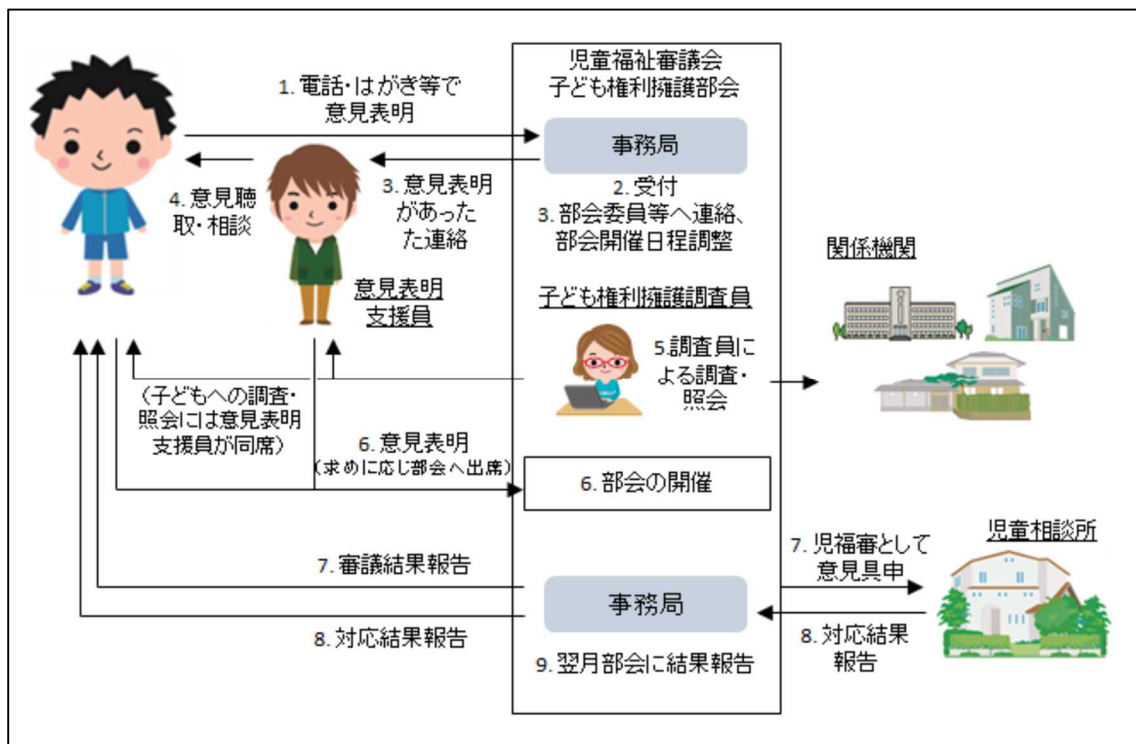 児童福祉審議会
子ども権利擁護部会
1. 電話・はがき等で
意見表明
事務局
2. 受付
3. 部会委員等へ連絡、
部会開催日程調整
3. 意見表明
があった
た連絡
4. 意見聴
取・相談
意見表明
支援員
子ども権利擁護調査員
5.調査員に
よる調査・
照会
関係機関
(子どもへの調査・
照会には意見表明
支援員が同席)
6. 意見表明
(求めに応じ部会へ出席)
6. 部会の開催
7. 審議結果報告
事務局
8. 対応結果報告
9. 翌月部会に結果報告
児童相談所
7. 児福審として
意見具申
8. 対応結果
報告